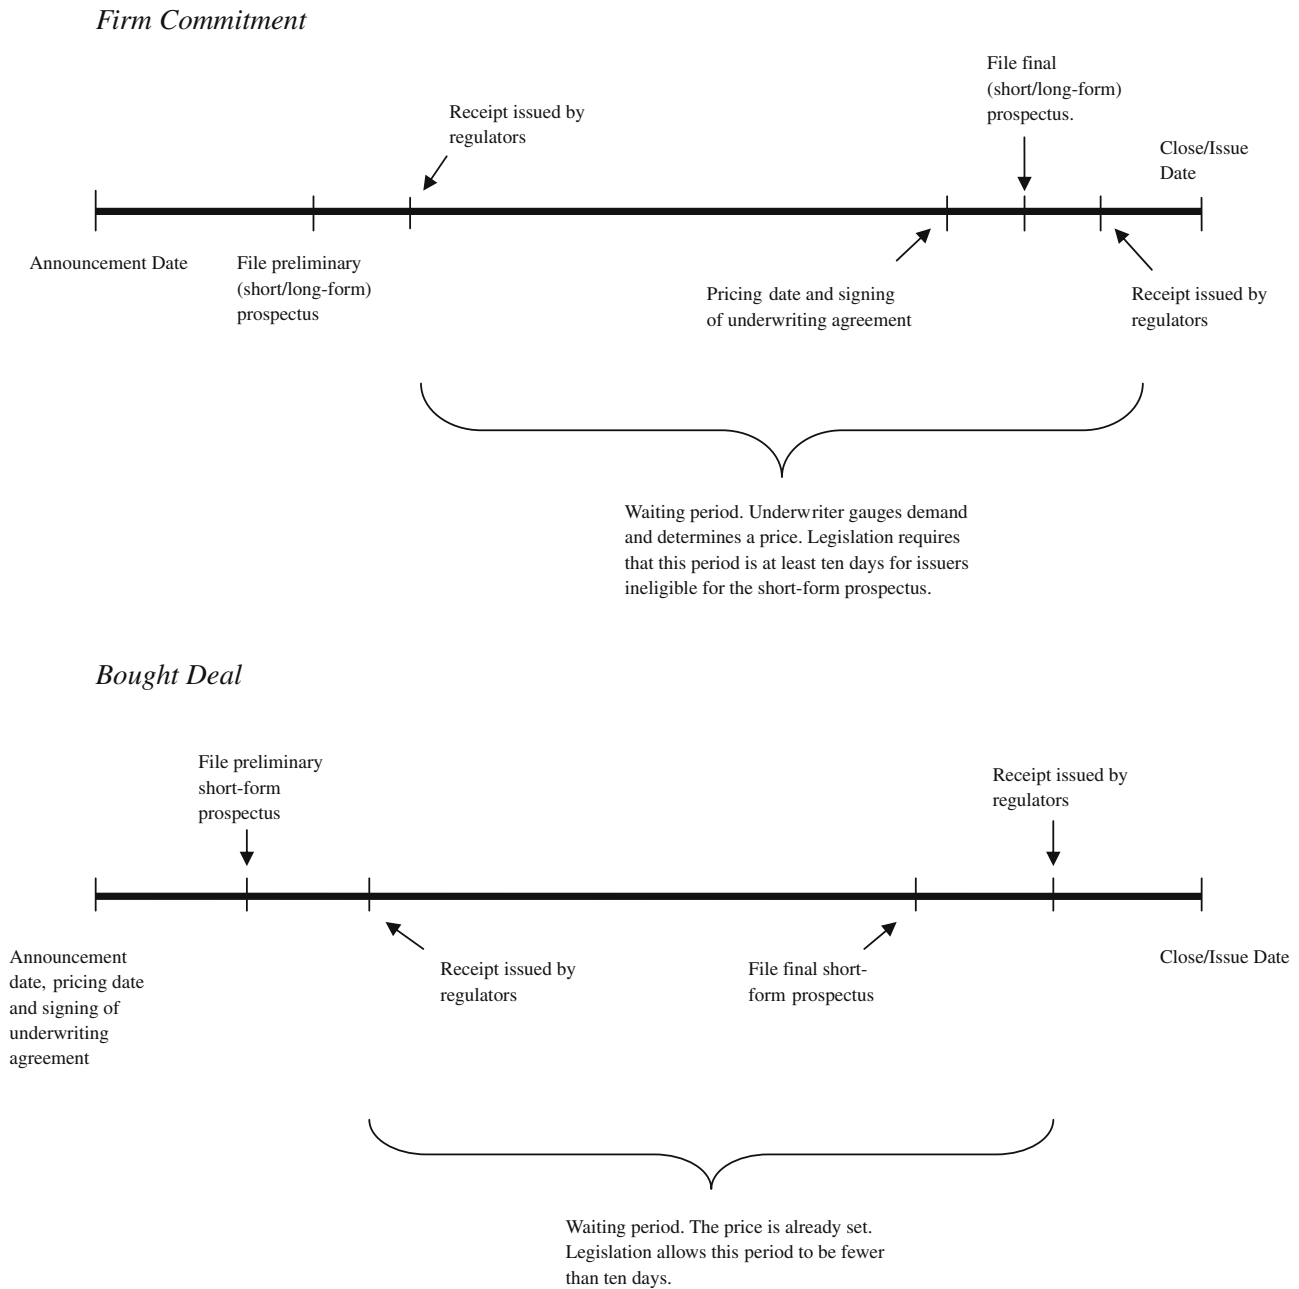 Firm Commitment
File final
(short/long-form)
prospectus.
Receipt issued by
regulators
Close/Issue
Date
Announcement Date
File preliminary
(short/long-form)
prospectus
Pricing date and signing
of underwriting agreement
Receipt issued by
regulators
Waiting period. Underwriter gauges demand
and determines a price. Legislation requires
that this period is at least ten days for issuers
ineligible for the short-form prospectus.
Bought Deal
File preliminary
short-form
prospectus
Receipt issued by
regulators
Announcement
date, pricing date
and signing of
underwriting
agreement
Receipt issued by
regulators
File final short-
form prospectus
Close/Issue Date
Waiting period. The price is already set.
Legislation allows this period to be fewer
than ten days.